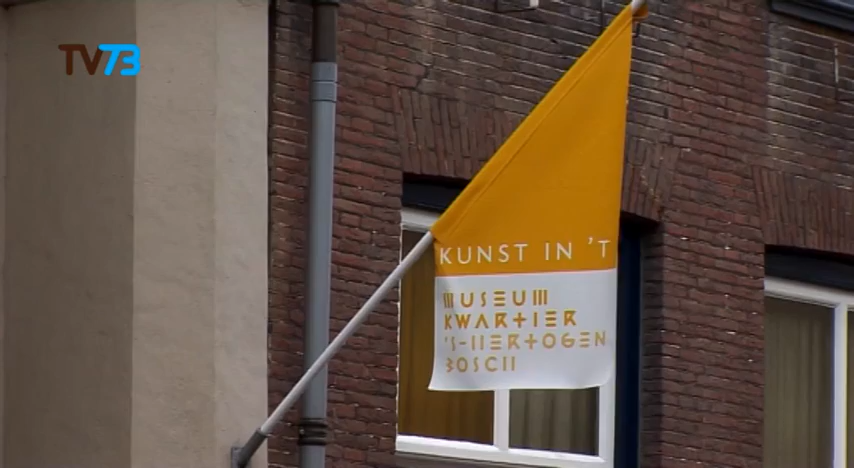 TV73
KUNST IN 'T
MUSEUM
KWARTIER
'S-HERTOGEN
BOSCH